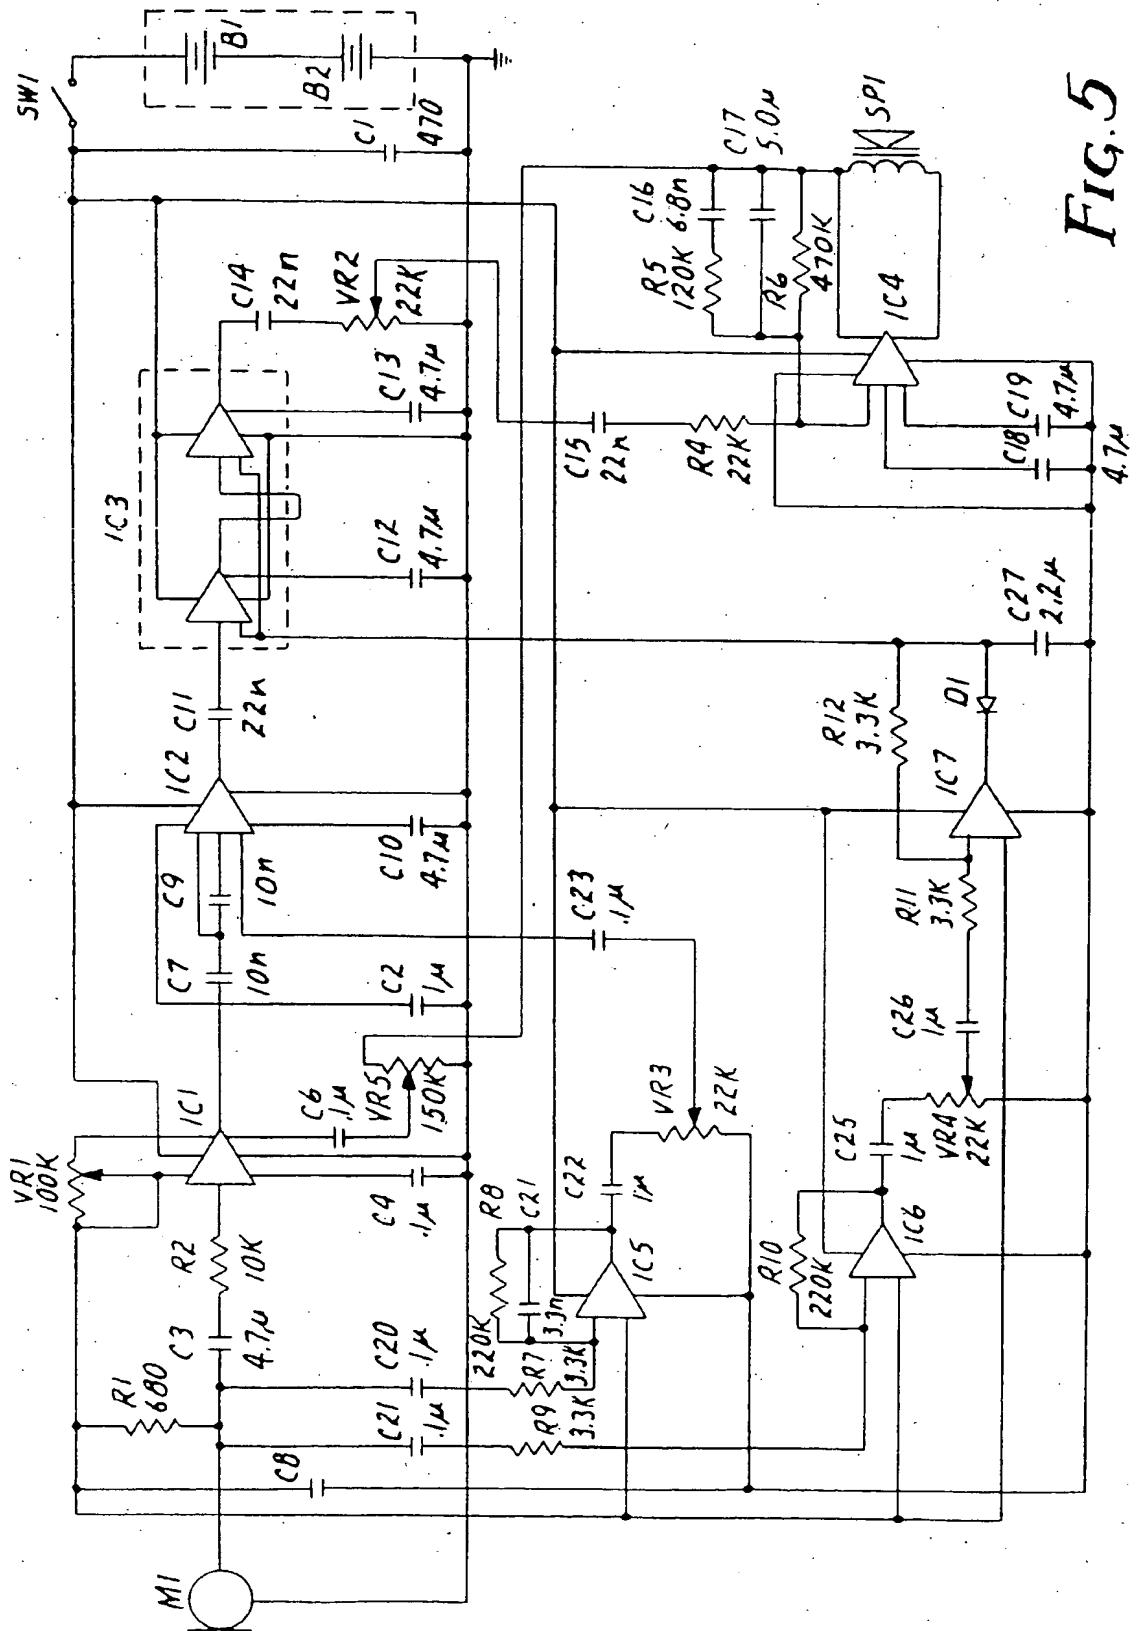 SW1
B1
B2
C1
470
IC3
C14
22n
VR2
22K
C13
4.7μ
C12
4.7μ
C11
22n
IC2
C9
10n
C10
4.7μ
C7
10n
C2
1μ
C23
.1μ
VR1
100K
IC1
C6
.1μ
VR5
150K
C4
.1μ
R2
10K
C3
4.7μ
R1
680
C20
.1μ
C21
.1μ
C8
M1
R8
220K
C21
3.3n
R7
3.3K
R9
3.3K
IC5
C22
1μ
VR3
22K
R10
220K
IC6
C25
1μ
VR4
22K
C26
1μ
R11
3.3K
R12
3.3K
IC7
D1
C27
2.2μ
C15
22n
R4
22K
C18
4.7μ
C19
4.7μ
IC4
R5
120K
C16
6.8n
C17
5.0μ
R6
470K
SP1
FIG. 5